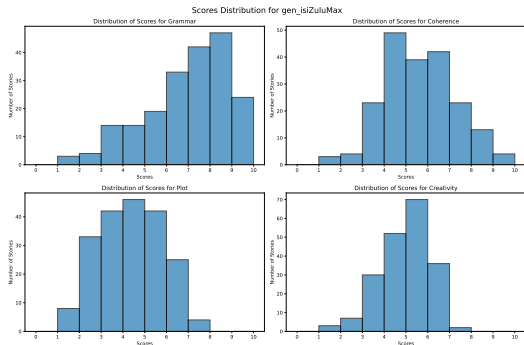 Scores Distribution for gen_isiZuluMax
Distribution of Scores for Grammar
Number of Stories
40
30
20
10
0
0 1 2 3 4 5 6 7 8 9 10
Scores
Distribution of Scores for Coherence
Number of Stories
50
40
30
20
10
0
0 1 2 3 4 5 6 7 8 9 10
Scores
Distribution of Scores for Plot
Number of Stories
40
30
20
10
0
0 1 2 3 4 5 6 7 8 9 10
Scores
Distribution of Scores for Creativity
Number of Stories
70
60
50
40
30
20
10
0
0 1 2 3 4 5 6 7 8 9 10
Scores